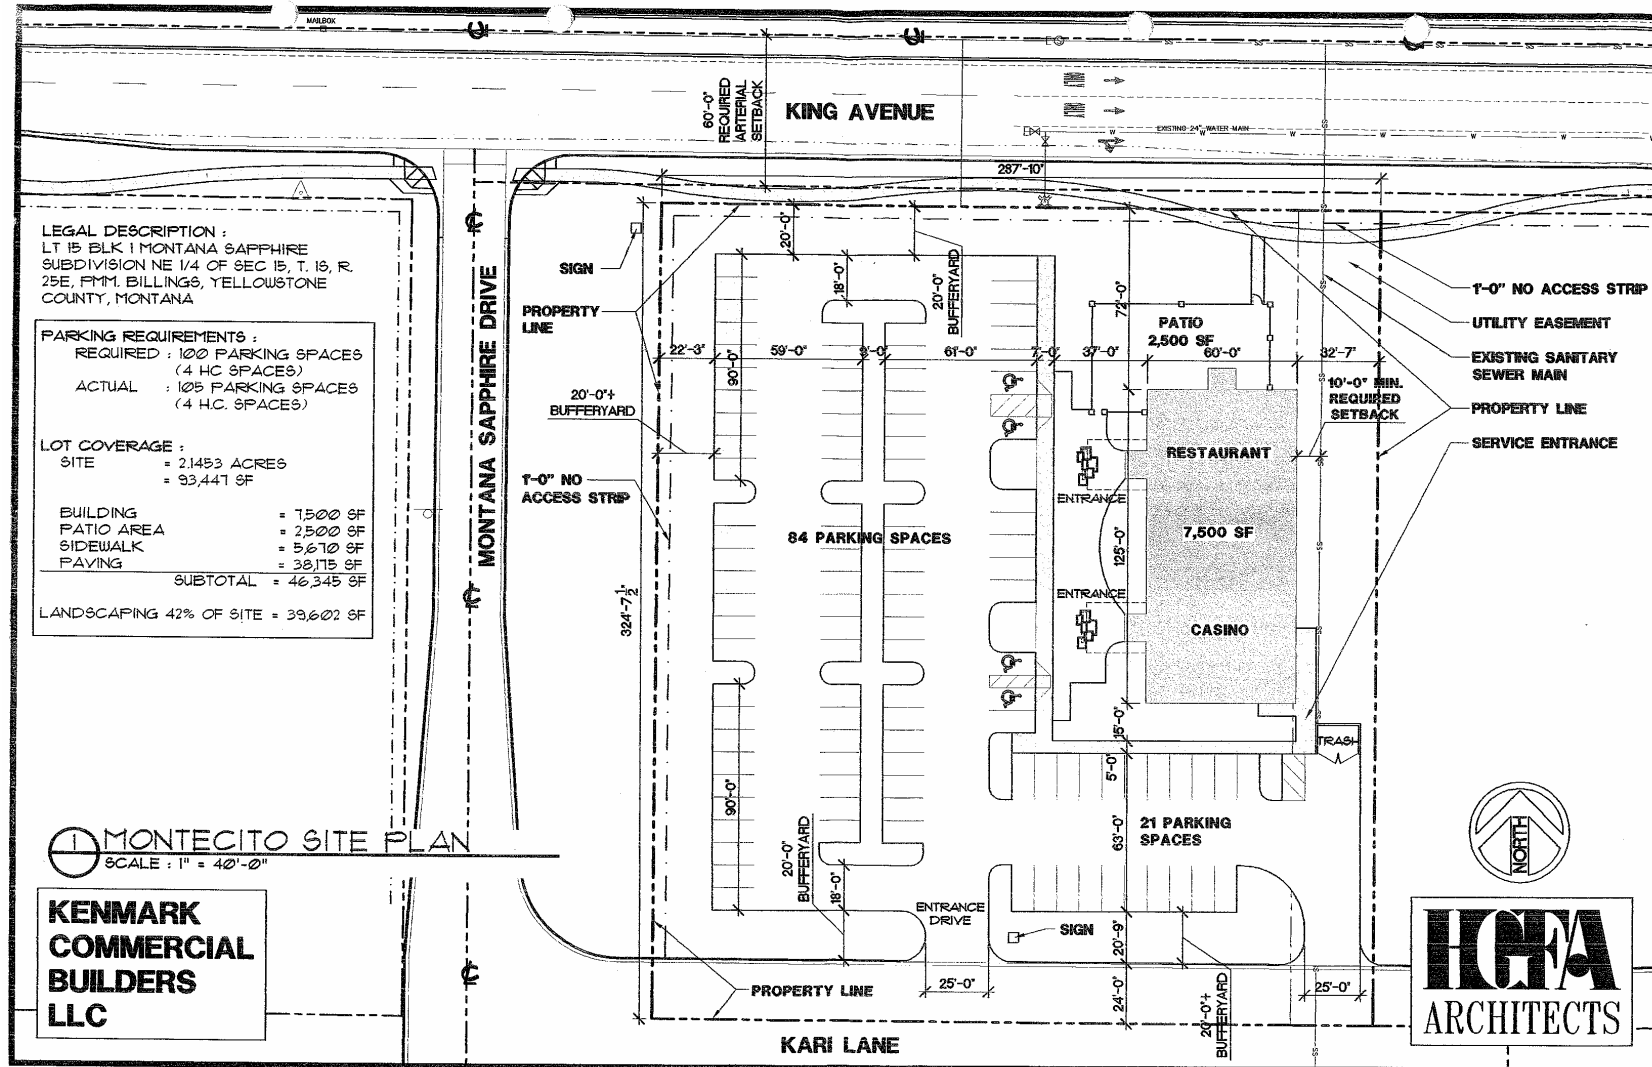 MAILBOX
60'-0"
REQUIRED
ARTERIAL
SETBACK
KING AVENUE
EXISTING 24" WATER MAIN
W W W W
287'-10"
LEGAL DESCRIPTION :
LT 15 BLK 1 MONTANA SAPPHIRE
SUBDIVISION NE 1/4 OF SEC 15, T. 1S, R.
25E, PMM. BILLINGS, YELLOWSTONE
COUNTY, MONTANA
PARKING REQUIREMENTS :
REQUIRED : 100 PARKING SPACES
(4 HC SPACES)
ACTUAL : 105 PARKING SPACES
(4 H.C. SPACES)
LOT COVERAGE :
SITE = 2.1453 ACRES
= 93,447 SF
BUILDING = 7,500 SF
PATIO AREA = 2,500 SF
SIDEWALK = 5,670 SF
PAVING = 38,175 SF
SUBTOTAL = 46,345 SF
LANDSCAPING 42% OF SITE = 39,602 SF
MONTANA SAPPHIRE DRIVE
SIGN
PROPERTY
LINE
20'-0"+
BUFFERYARD
1'-0" NO
ACCESS STRIP
324'-7 1/2"
20'-0"
18'-0"
20'-0"
BUFFERYARD
72'-0"
22'-3"
59'-0"
9'-0"
61'-0"
7'-0"
37'-0"
60'-0"
32'-7"
90'-0"
PATIO
2,500 SF
10'-0" MIN.
REQUIRED
SETBACK
1'-0" NO ACCESS STRIP
UTILITY EASEMENT
EXISTING SANITARY
SEWER MAIN
PROPERTY LINE
SERVICE ENTRANCE
RESTAURANT
ENTRANCE
84 PARKING SPACES
125'-0"
7,500 SF
ENTRANCE
CASINO
15'-0"
TRASH
5'-0"
90'-0"
20'-0"
BUFFERYARD
18'-0"
63'-0"
21 PARKING
SPACES
ENTRANCE
DRIVE
SIGN
20'-9"
25'-0"
24'-0"
20'-0"+
BUFFERYARD
25'-0"
PROPERTY LINE
KARI LANE
1 MONTECITO SITE PLAN
SCALE : 1" = 40'-0"
KENMARK
COMMERCIAL
BUILDERS
LLC
NORTH
HGFA
ARCHITECTS